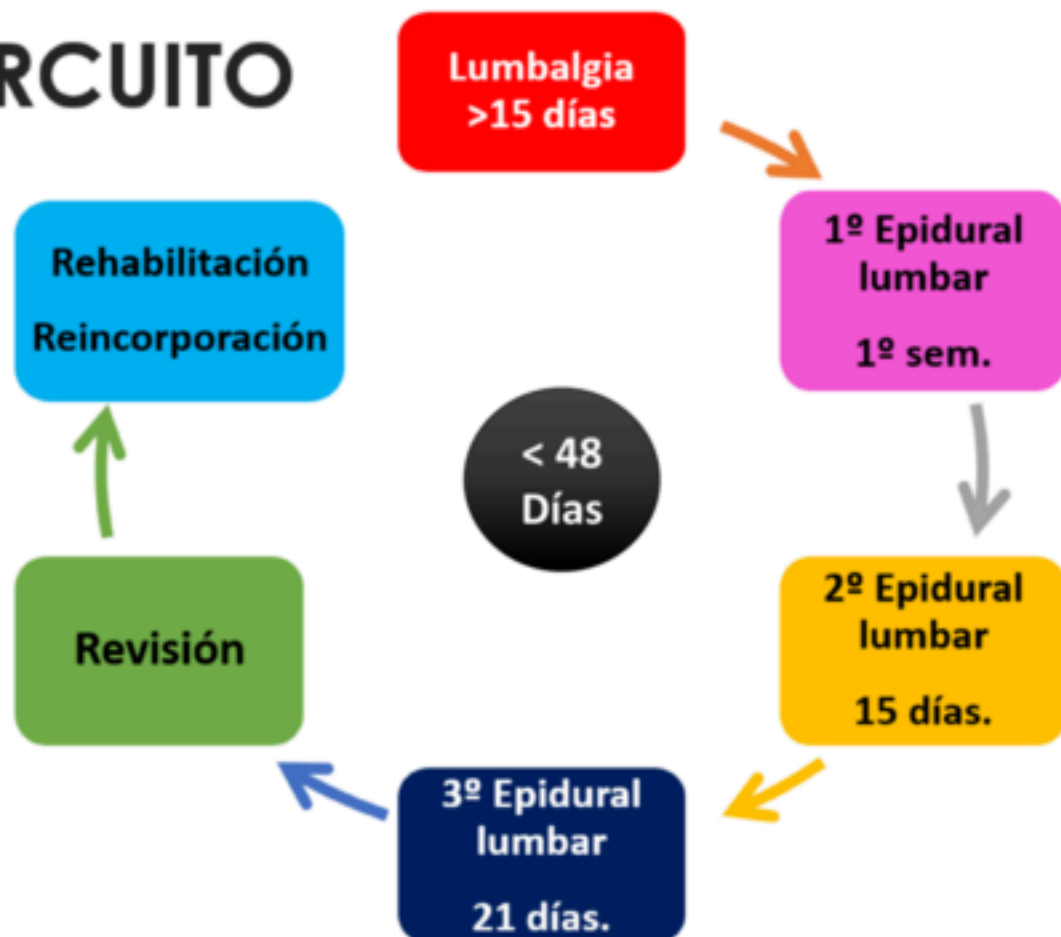 RCUITO
Lumbalgia
>15 días
1º Epidural
lumbar
1º sem.
2º Epidural
lumbar
15 días.
3º Epidural
lumbar
21 días.
Revisión
Rehabilitación
Reincorporación
< 48
Días